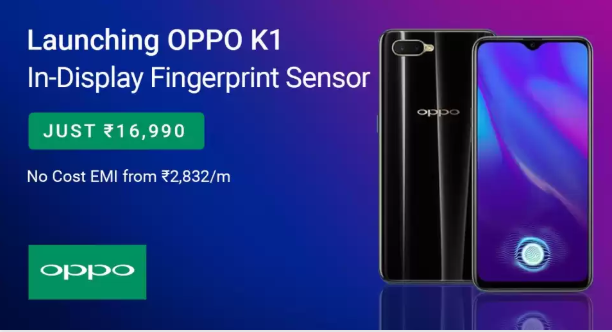 Launching OPPO K1
In-Display Fingerprint Sensor
JUST ₹16,990
No Cost EMI from ₹2,832/m
oppo
oppo